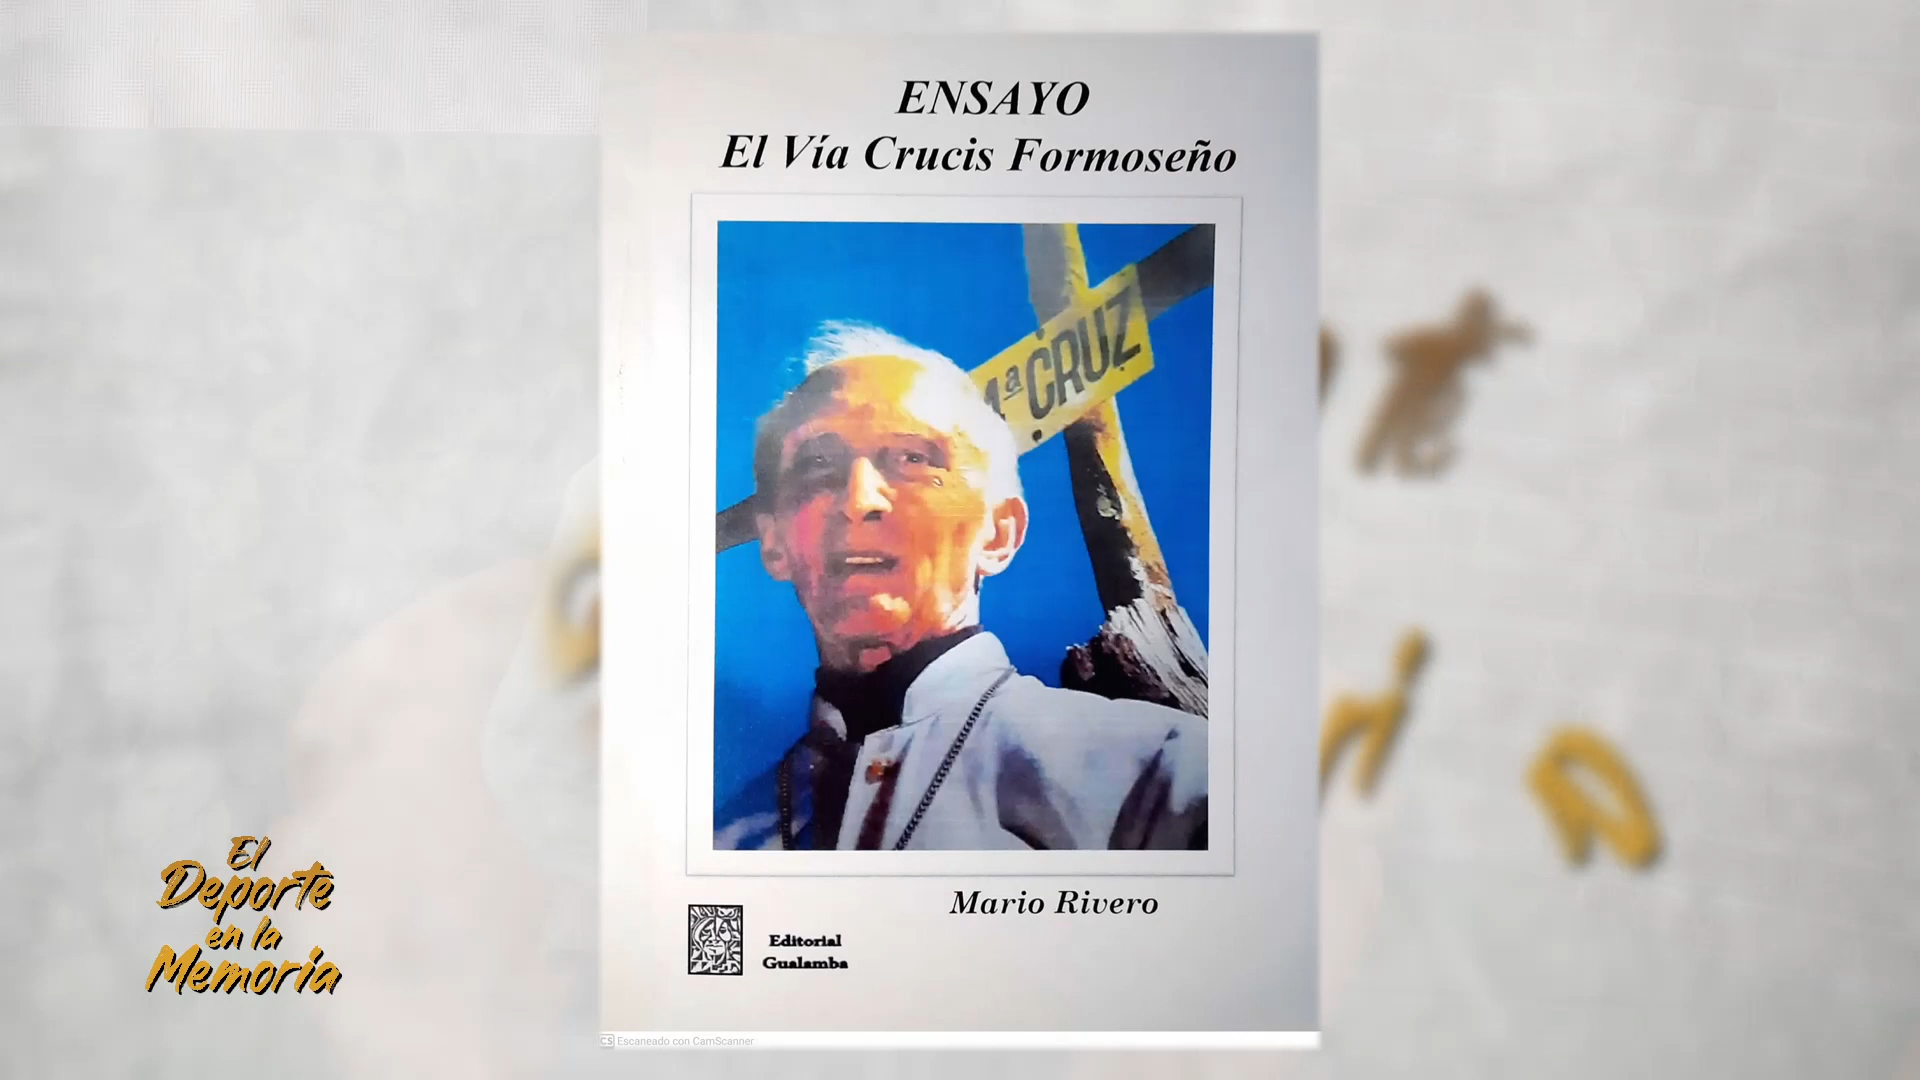 ENSAYO
El Vía Crucis Formoseño
1ª CRUZ
Mario Rivero
Editorial
Gualamba
El
Deporte
en la
Memoria
CS Escaneado con CamScanner